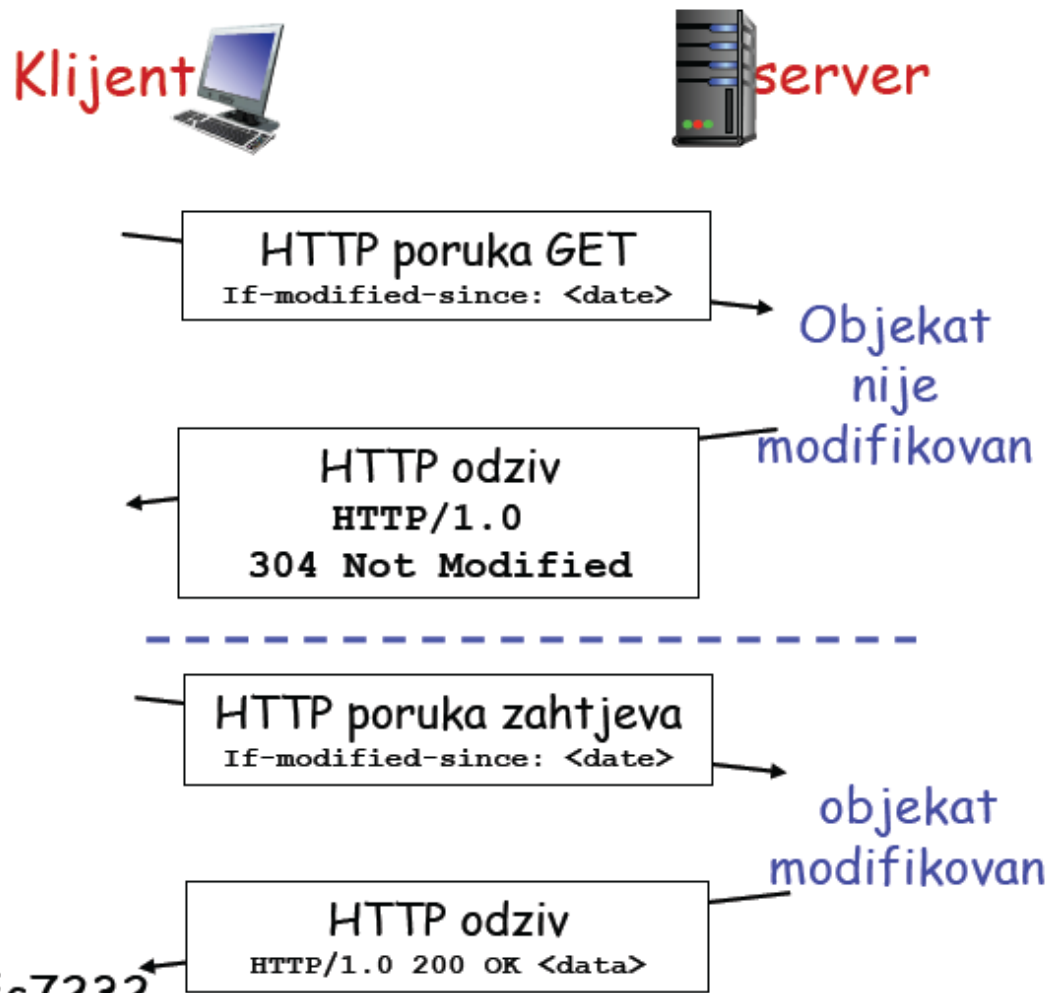 Klijent
server
HTTP poruka GET
If-modified-since: <date>
Objekat
nije
modifikovan
HTTP odziv
HTTP/1.0
304 Not Modified
HTTP poruka zahtjeva
If-modified-since: <date>
objekat
modifikovan
HTTP odziv
HTTP/1.0 200 OK <data>